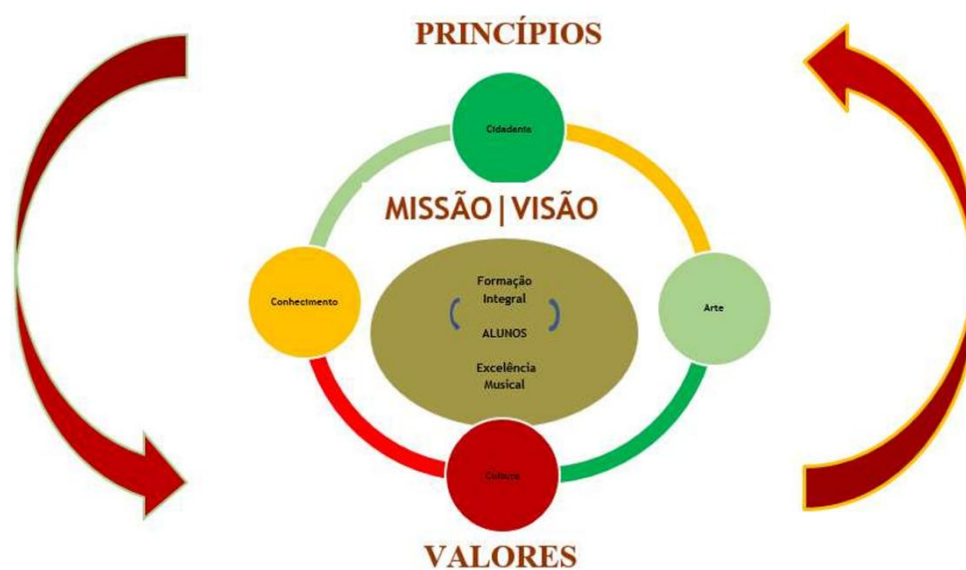 PRINCÍPIOS
Cidadania
MISSÃO | VISÃO
Conhecimento
Formação
Integral
ALUNOS
Excelência
Musical
Arte
Cultura
VALORES